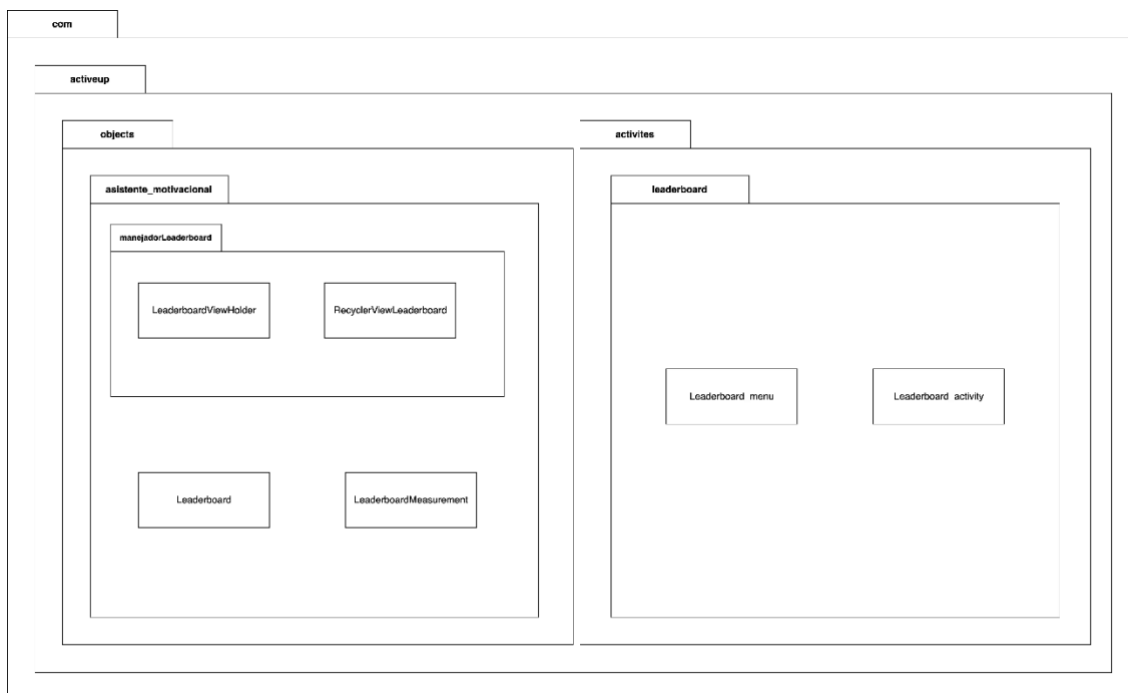 com
activeup
objects
activites
asistente_motivacional
leaderboard
manejadorLeaderboard
LeaderboardViewHolder
RecyclerViewLeaderboard
Leaderboard menu
Leaderboard activity
Leaderboard
LeaderboardMeasurement